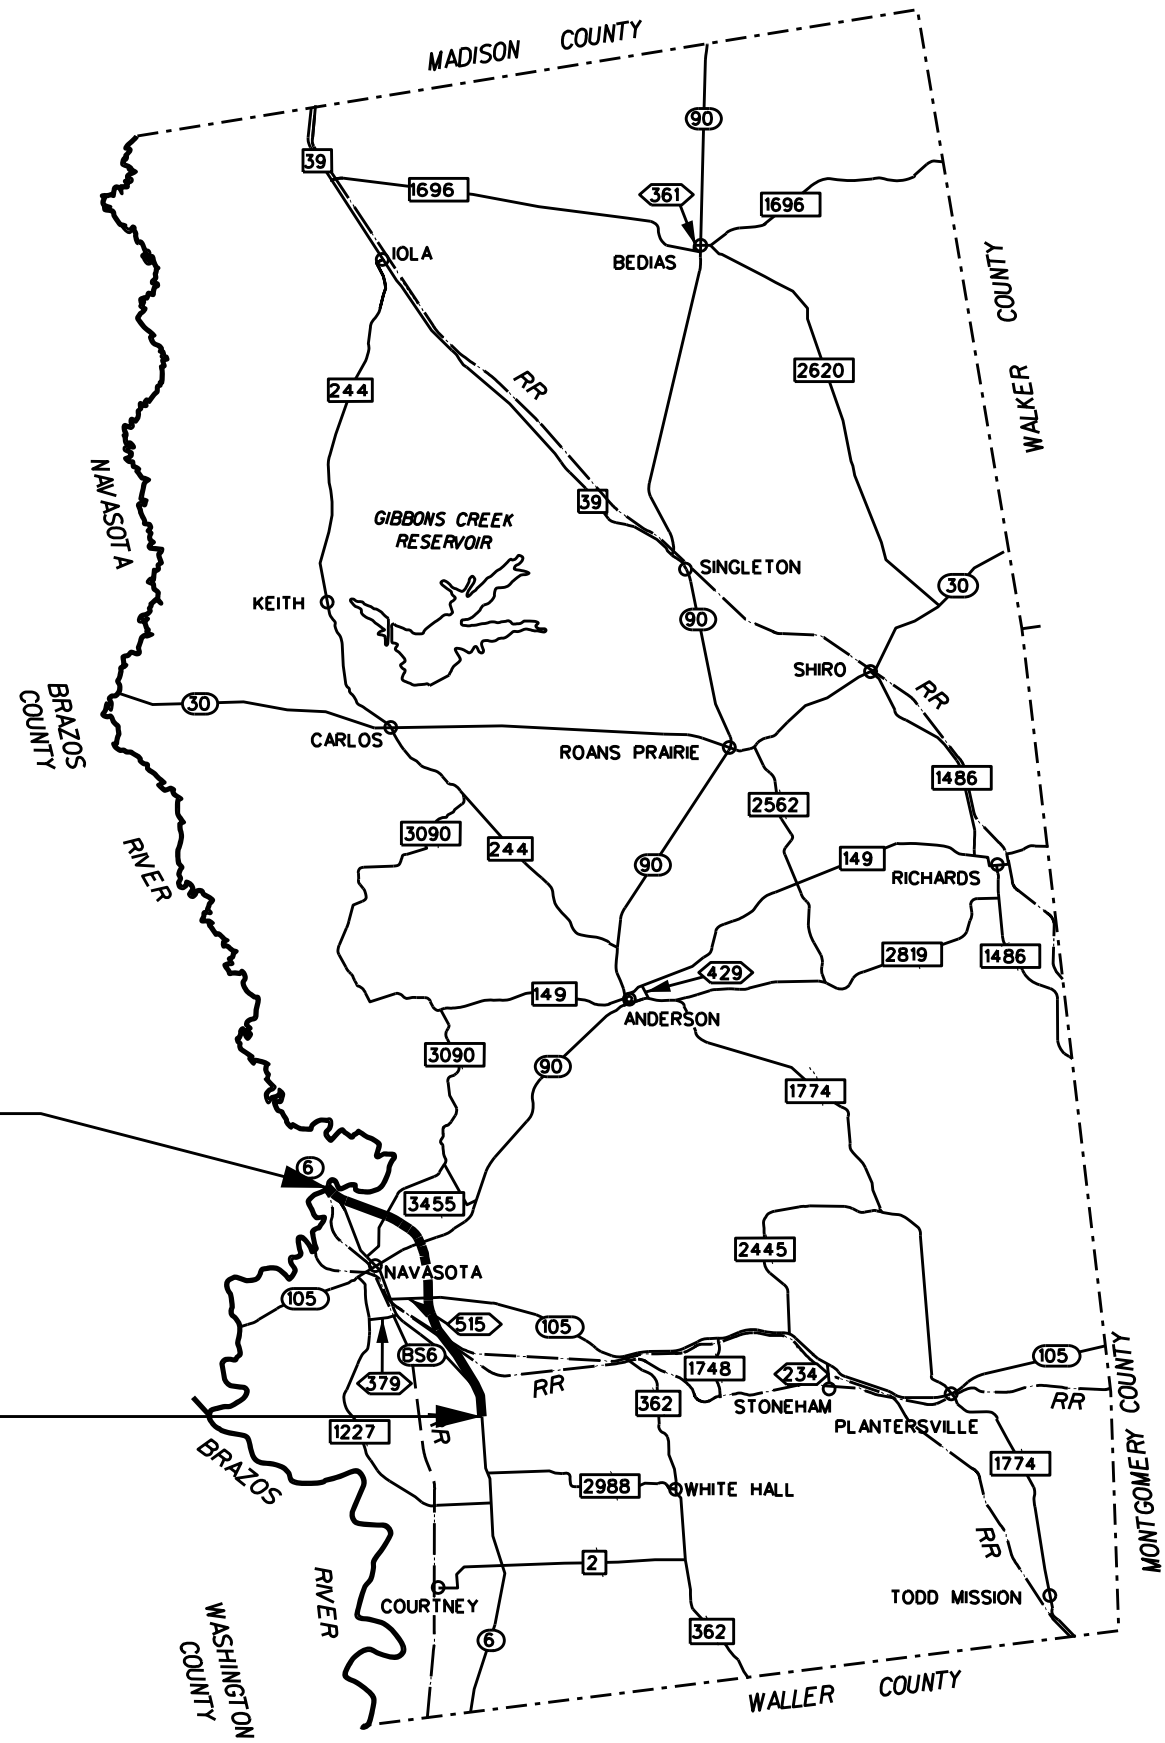 MADISON COUNTY
90
39
1696
361
1696
IOLA
BEDIAS
WALKER COUNTY
244
RR
2620
NAVASOTA
39
GIBBONS CREEK
RESERVOIR
SINGLETON
30
KEITH
90
SHIRO
RR
BRAZOS
COUNTY
30
CARLOS
ROANS PRAIRIE
1486
2562
3090
244
90
149
RICHARDS
RIVER
2819
1486
429
149
ANDERSON
3090
90
1774
6
3455
2445
NAVASOTA
105
515
105
BS6
379
RR
1748
234
105
362
STONEHAM
RR
PLANTERSVILLE
1227
RR
BRAZOS
1774
2988
WHITE HALL
MONTGOMERY COUNTY
RR
2
RIVER
COURTNEY
TODD MISSION
362
6
WASHINGTON
COUNTY
WALLER COUNTY